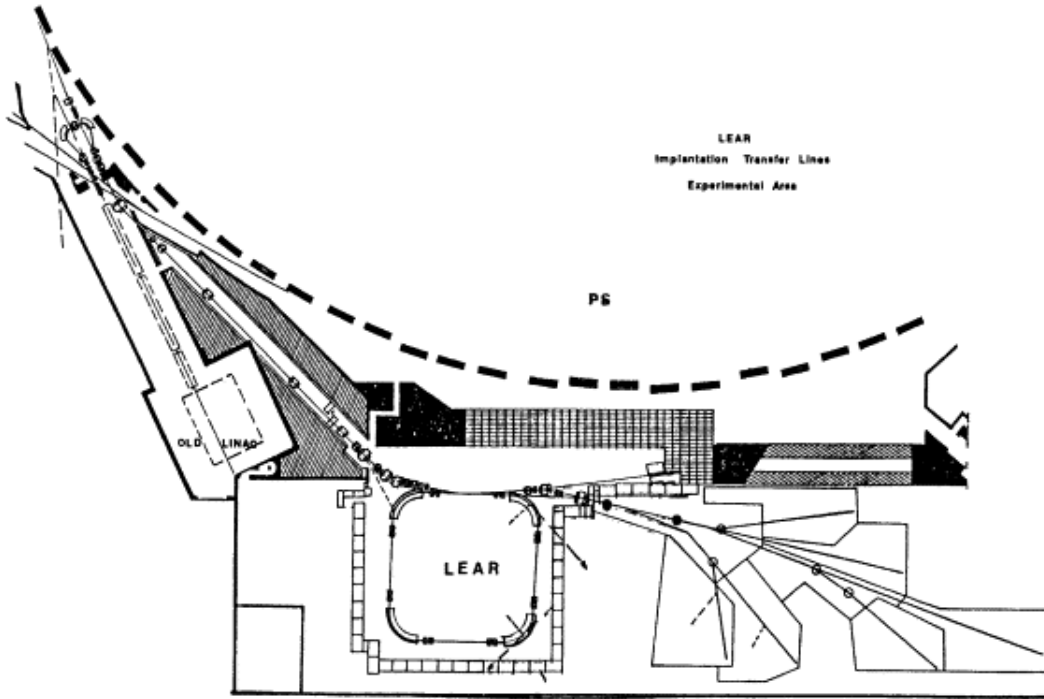 LEAR
Implantation Transfer Lines
Experimental Area
PS
OLD LINAC
LEAR